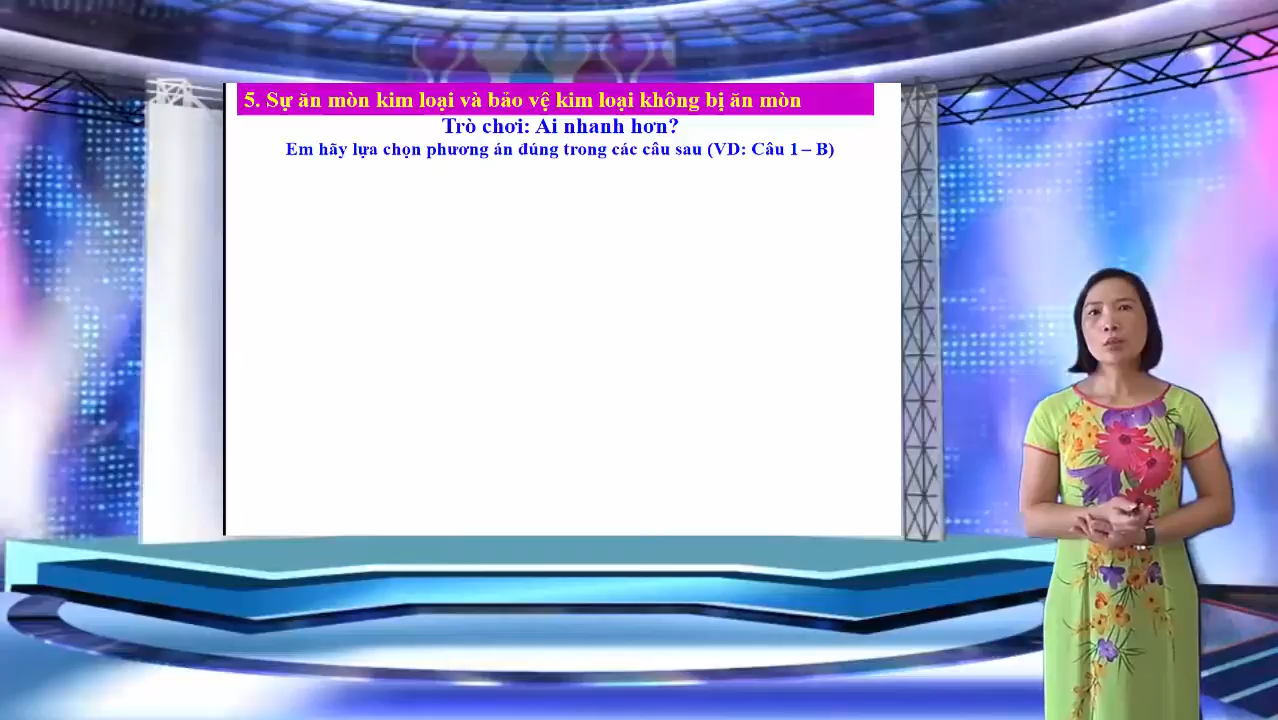 5. Sự ăn mòn kim loại và bảo vệ kim loại không bị ăn mòn
Trò chơi: Ai nhanh hơn?
Em hãy lựa chọn phương án đúng trong các câu sau (VD: Câu 1 – B)